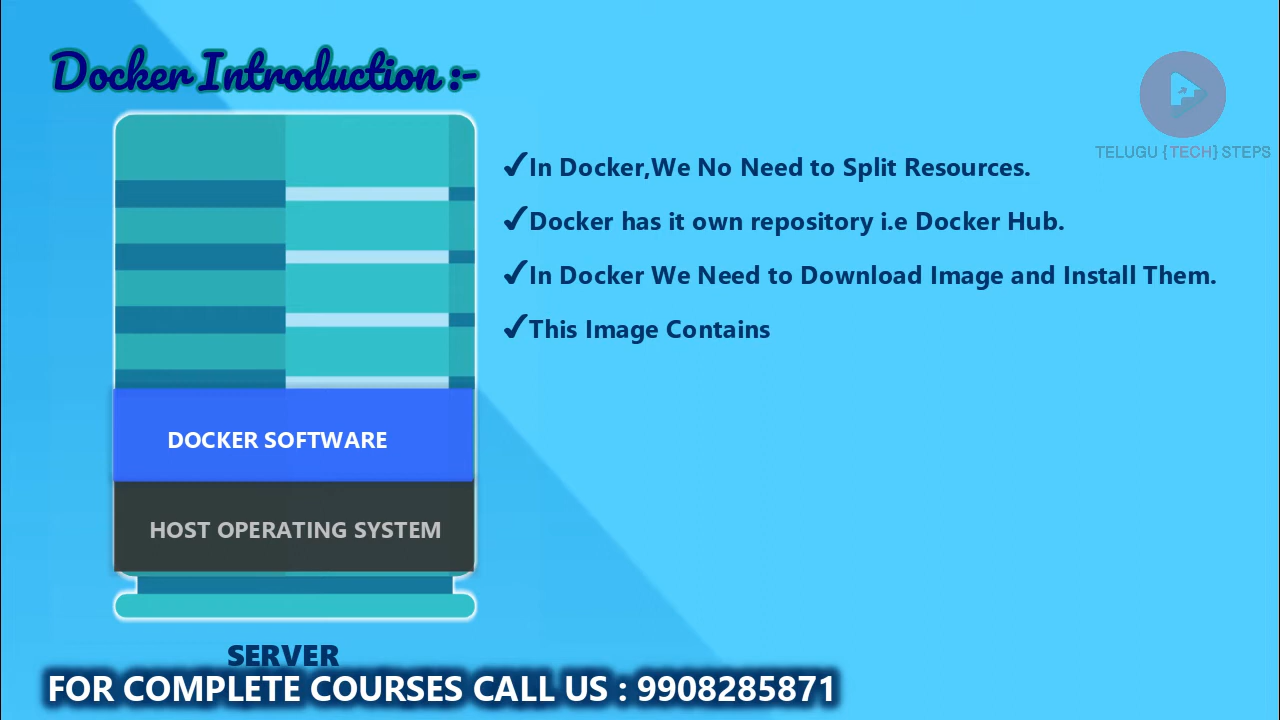 Docker Introduction :-
TELUGU {TECH} STEPS
✔In Docker,We No Need to Split Resources.
✔Docker has it own repository i.e Docker Hub.
✔In Docker We Need to Download Image and Install Them.
✔This Image Contains
DOCKER SOFTWARE
HOST OPERATING SYSTEM
SERVER
FOR COMPLETE COURSES CALL US : 9908285871